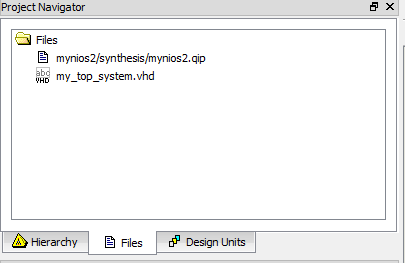 Project Navigator
Files
mynios2/synthesis/mynios2.qip
abd
VHD
my_top_system.vhd
Hierarchy
Files
Design Units